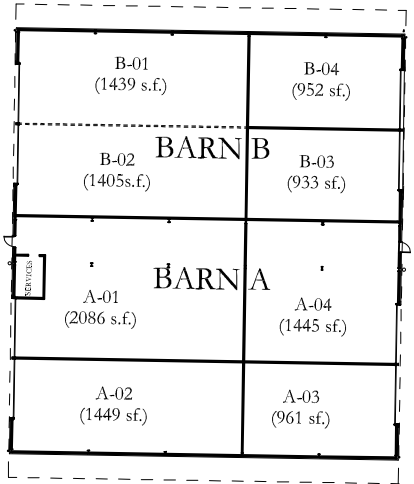 B-01
(1439 s.f.)
B-04
(952 sf.)
BARN B
B-02
(1405s.f.)
B-03
(933 sf.)
SERVICES
BARN A
A-01
(2086 s.f.)
A-04
(1445 sf.)
A-02
(1449 sf.)
A-03
(961 sf.)